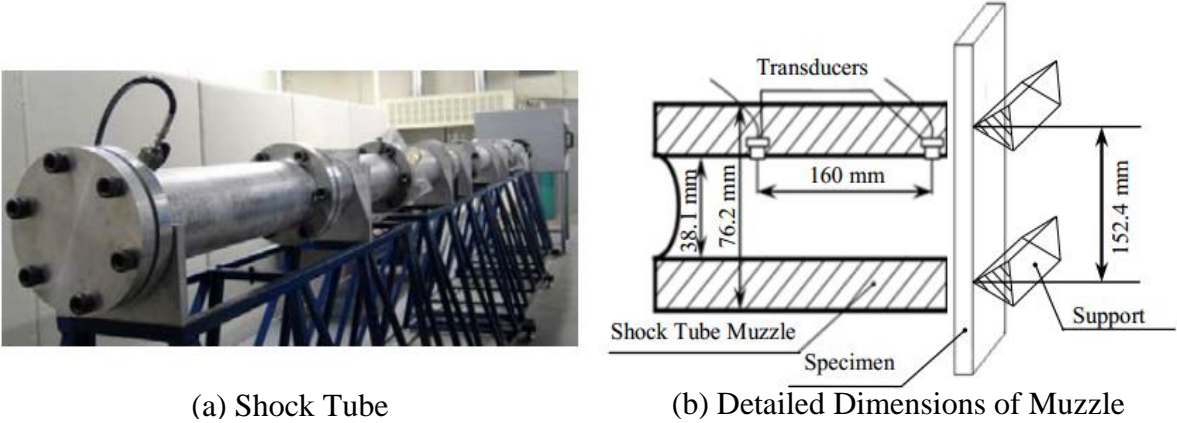 Transducers
160 mm
38.1 mm
76.2 mm
152.4 mm
Shock Tube Muzzle
Specimen
Support
(a) Shock Tube
(b) Detailed Dimensions of Muzzle